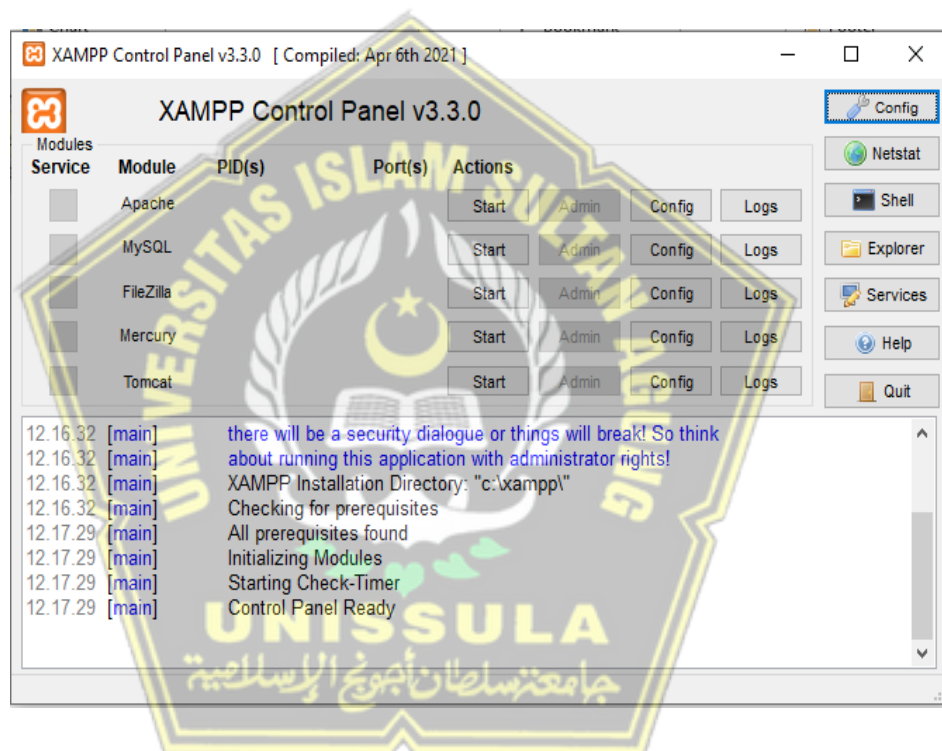 XAMPP Control Panel v3.3.0 [ Compiled: Apr 6th 2021 ]
XAMPP Control Panel v3.3.0
Config
Modules
Service Module PID(s) Port(s) Actions
Netstat
Apache Start Admin Config Logs
Shell
MySQL Start Admin Config Logs
Explorer
FileZilla Start Admin Config Logs
Services
Mercury Start Admin Config Logs
Help
Tomcat Start Admin Config Logs
Quit
12.16.32 [main] there will be a security dialogue or things will break! So think
12.16.32 [main] about running this application with administrator rights!
12.16.32 [main] XAMPP Installation Directory: "c:\xampp\"
12.16.32 [main] Checking for prerequisites
12.17.29 [main] All prerequisites found
12.17.29 [main] Initializing Modules
12.17.29 [main] Starting Check-Timer
12.17.29 [main] Control Panel Ready
UNIVERSITAS ISLAM SULTAN AGUNG
UNISSULA
جامعة سلطان أجونج الإسلامية